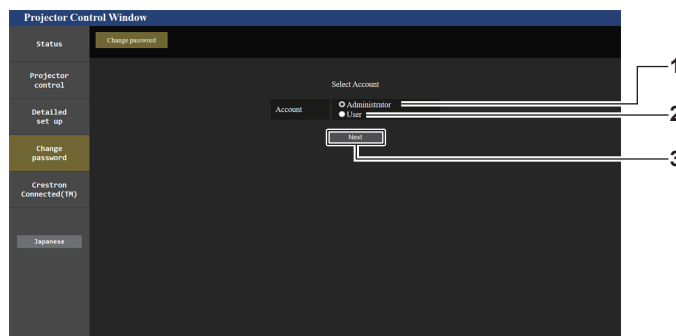 Projector Control Window
Status
Change password
Projector
control
Detailed
set up
Change
password
Crestron
Connected(TM)
Japanese
Select Account
Account
Administrator
User
Next
1
2
3